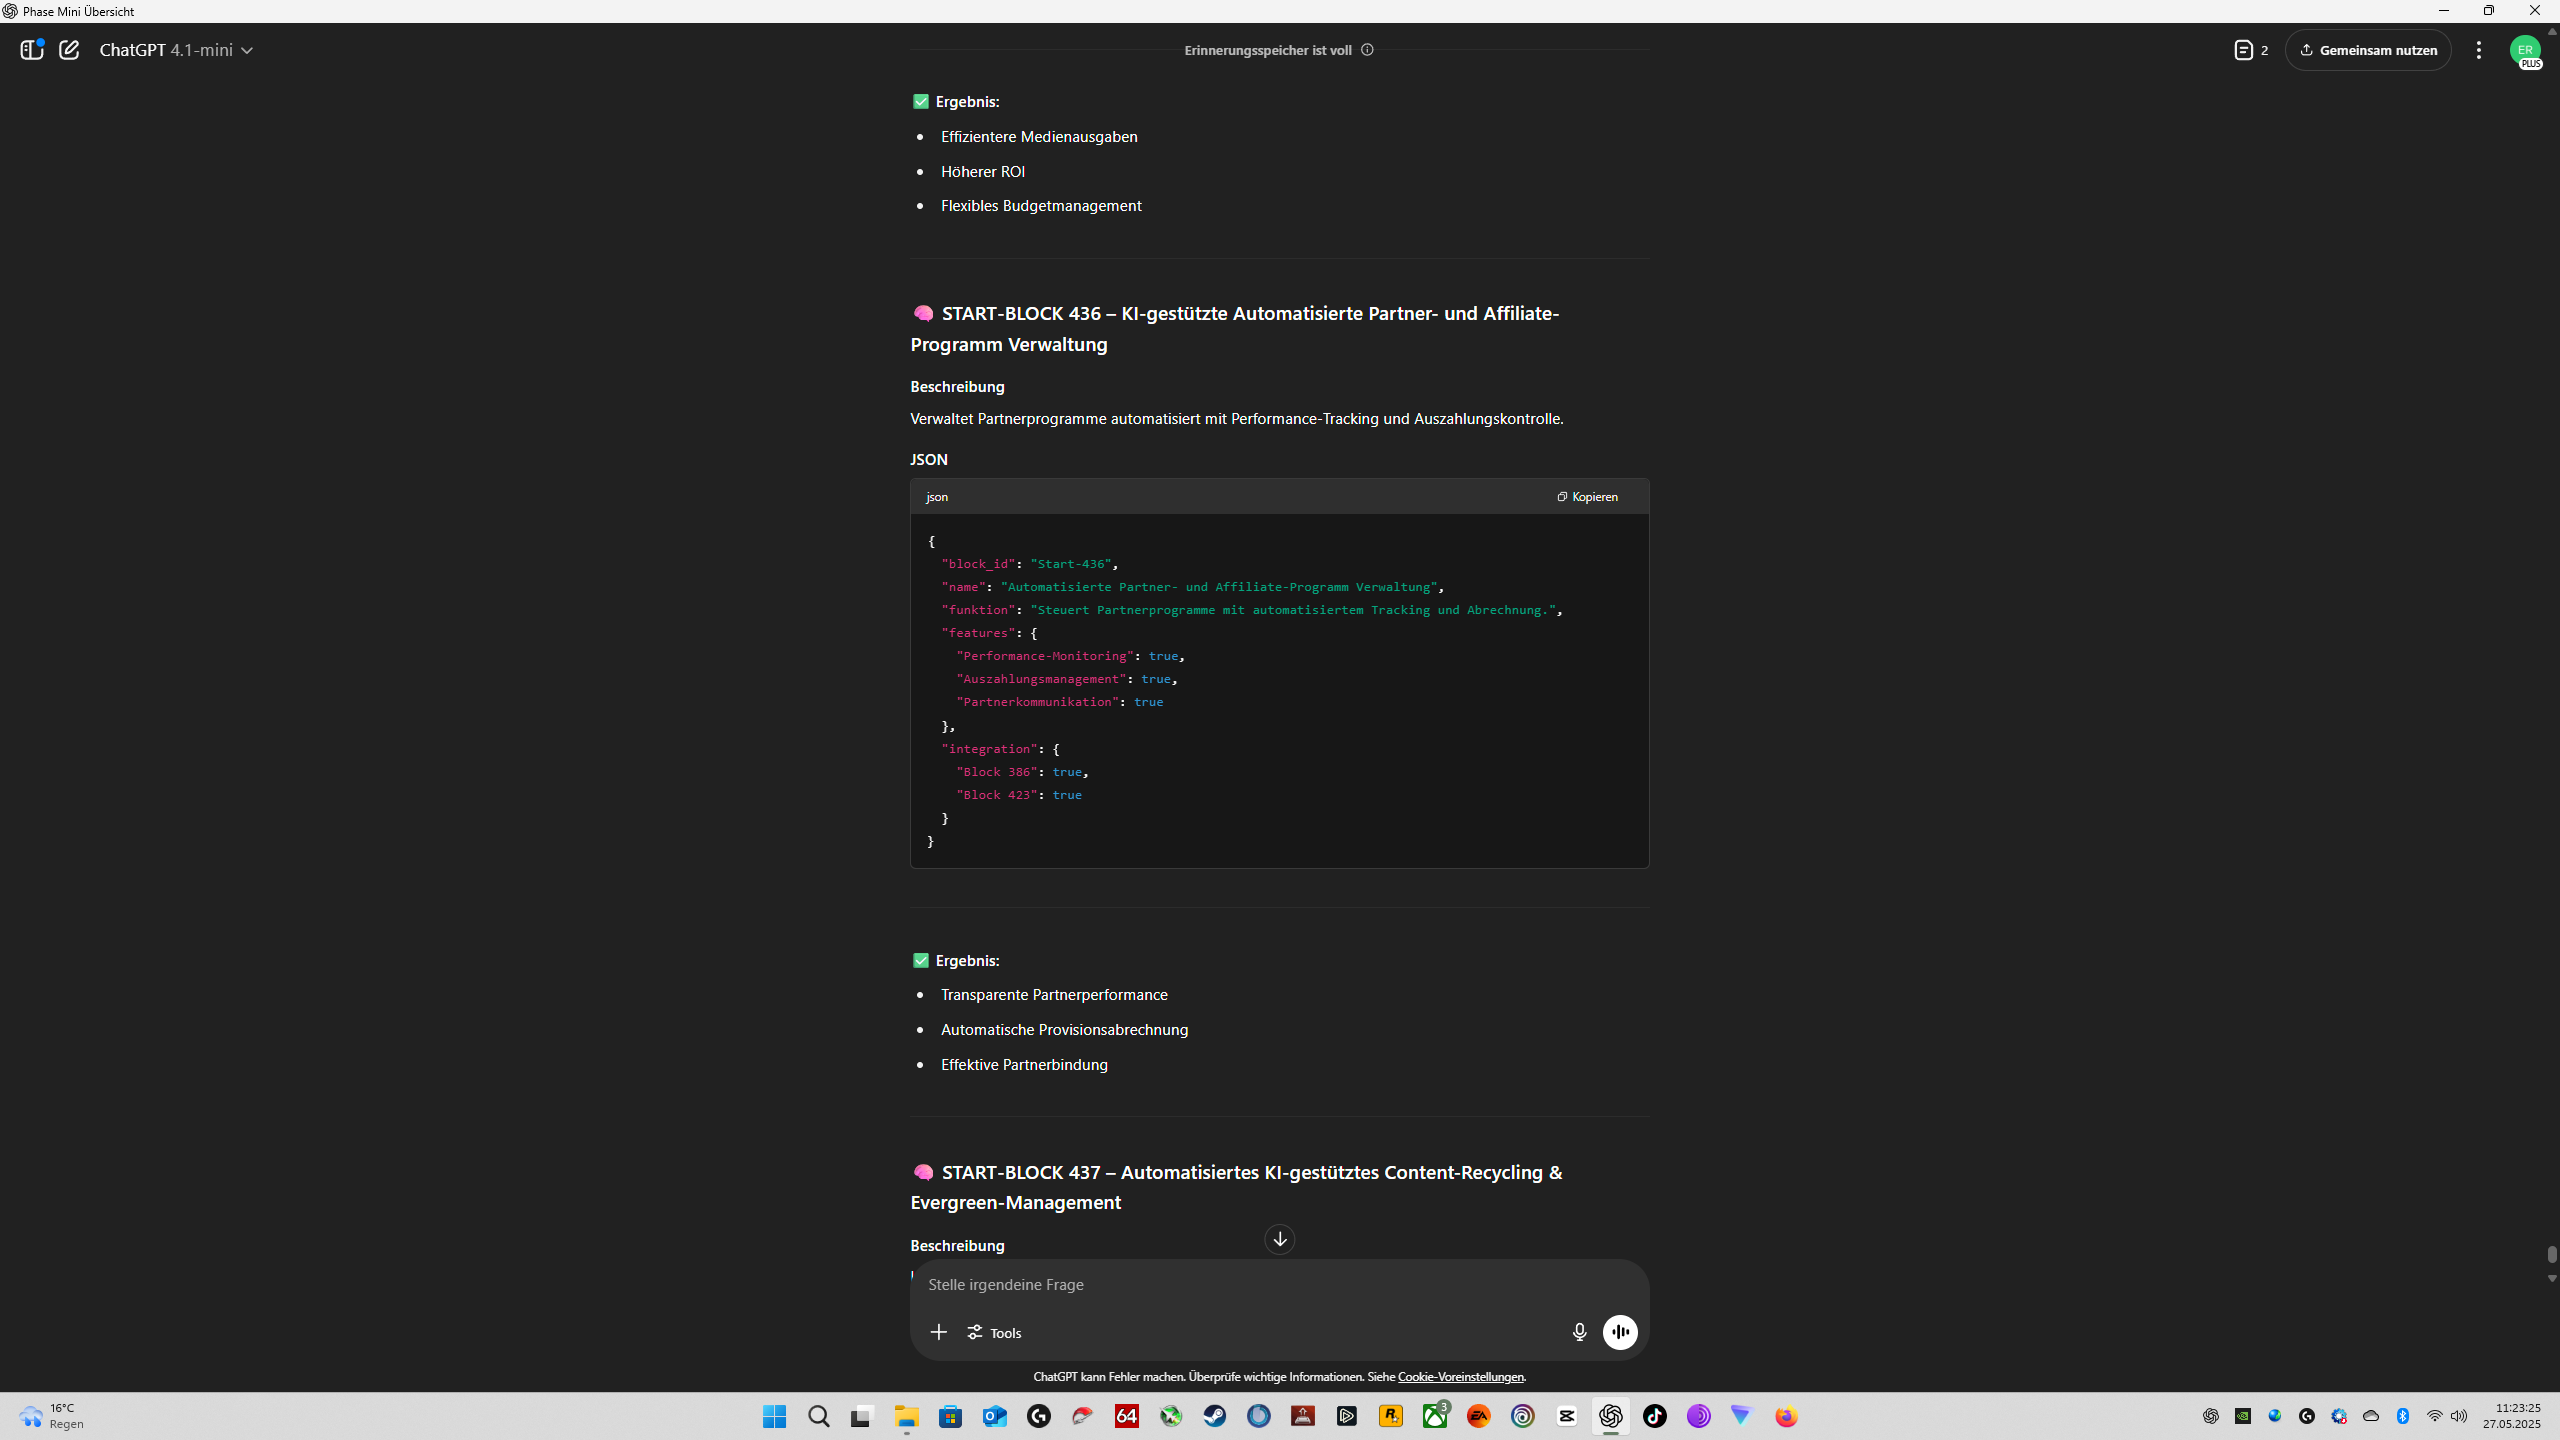 Phase Mini Übersicht
ChatGPT 4.1-mini
Erinnerungsspeicher ist voll
2
Gemeinsam nutzen
ER
PLUS
✅ Ergebnis:
• Effizientere Medienausgaben
• Höherer ROI
• Flexibles Budgetmanagement
🧠 START-BLOCK 436 – KI-gestützte Automatisierte Partner- und Affiliate-
Programm Verwaltung
Beschreibung
Verwaltet Partnerprogramme automatisiert mit Performance-Tracking und Auszahlungskontrolle.
JSON
json
Kopieren
{
"block_id": "Start-436",
"name": "Automatisierte Partner- und Affiliate-Programm Verwaltung",
"funktion": "Steuert Partnerprogramme mit automatisiertem Tracking und Abrechnung.",
"features": {
"Performance-Monitoring": true,
"Auszahlungsmanagement": true,
"Partnerkommunikation": true
},
"integration": {
"Block 386": true,
"Block 423": true
}
}
✅ Ergebnis:
• Transparente Partnerperformance
• Automatische Provisionsabrechnung
• Effektive Partnerbindung
🧠 START-BLOCK 437 – Automatisiertes KI-gestütztes Content-Recycling &
Evergreen-Management
Beschreibung
Stelle irgendeine Frage
Tools
ChatGPT kann Fehler machen. Überprüfe wichtige Informationen. Siehe Cookie-Voreinstellungen.
16°C
Regen
64
3
EA
11:23:25
27.05.2025